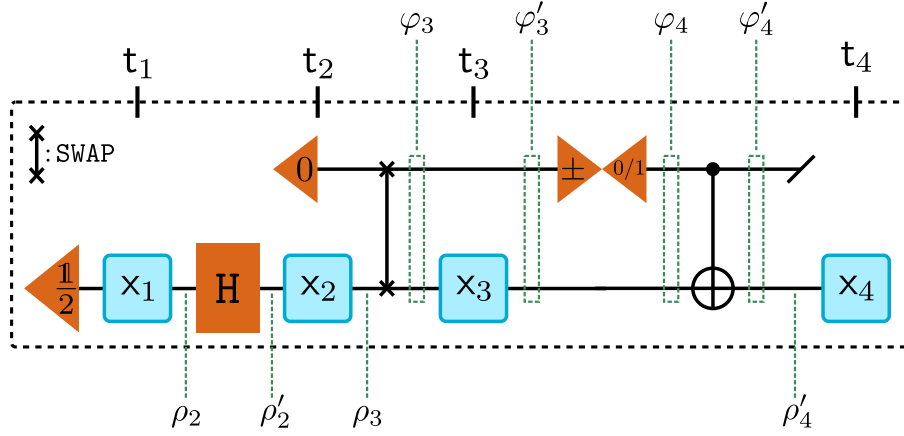 φ₃ φ′₃ φ₄ φ′₄
t₁ t₂ t₃ t₄
:SWAP
0 ± 0/1
𝟙/2 x₁ H x₂ x₃ x₄
ρ₂ ρ′₂ ρ₃ ρ′₄